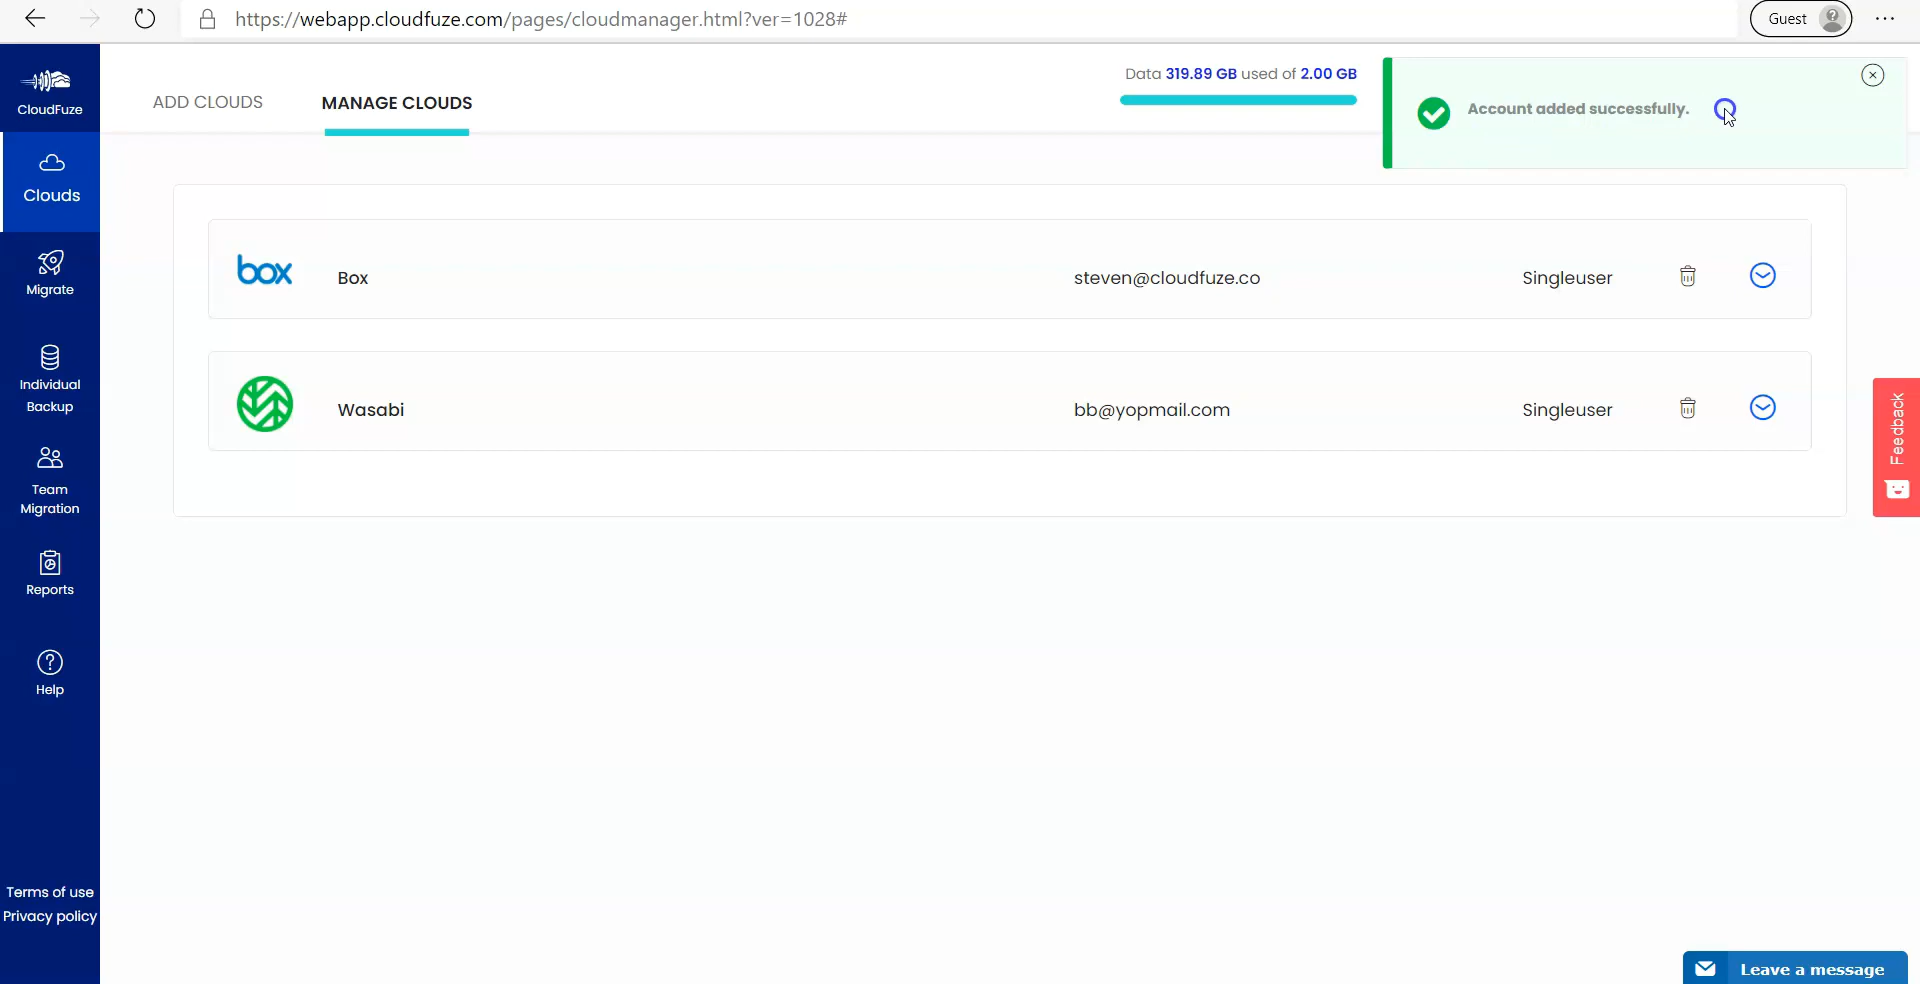 https://webapp.cloudfuze.com/pages/cloudmanager.html?ver=1028#
Guest
CloudFuze
Clouds
Migrate
Individual
Backup
Team
Migration
Reports
Help
Terms of use
Privacy policy
ADD CLOUDS
MANAGE CLOUDS
Data 319.89 GB used of 2.00 GB
Account added successfully.
box
Box
steven@cloudfuze.co
Singleuser
Wasabi
bb@yopmail.com
Singleuser
Feedback
Leave a message